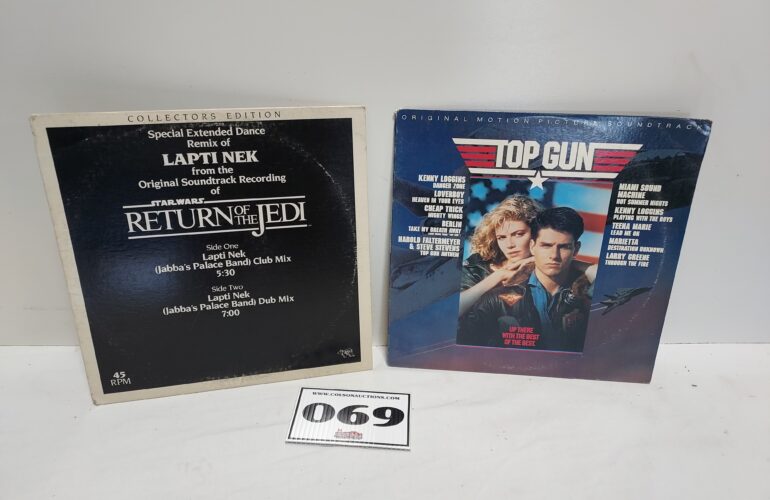 COLLECTORS EDITION
Special Extended Dance
Remix of
LAPTI NEK
from the
Original Soundtrack Recording
of
STAR WARS
RETURN OF THE JEDI
Side One
Lapti Nek
(Jabba's Palace Band) Club Mix
5:30
Side Two
Lapti Nek
(Jabba's Palace Band) Dub Mix
7:00
45
RPM
ORIGINAL MOTION PICTURE SOUNDTRACK
TOP GUN
KENNY LOGGINS
DANGER ZONE
LOVERBOY
HEAVEN IN YOUR EYES
CHEAP TRICK
MIGHTY WINGS
BERLIN
TAKE MY BREATH AWAY
HAROLD FALTERMEYER
& STEVE STEVENS
TOP GUN ANTHEM
MIAMI SOUND
MACHINE
HOT SUMMER NIGHTS
KENNY LOGGINS
PLAYING WITH THE BOYS
TEENA MARIE
LEAD ME ON
MARIETTA
DESTINATION UNKNOWN
LARRY GREENE
THROUGH THE FIRE
UP THERE
WITH THE BEST
OF THE BEST.
WWW.COLSONAUCTIONS.COM
069